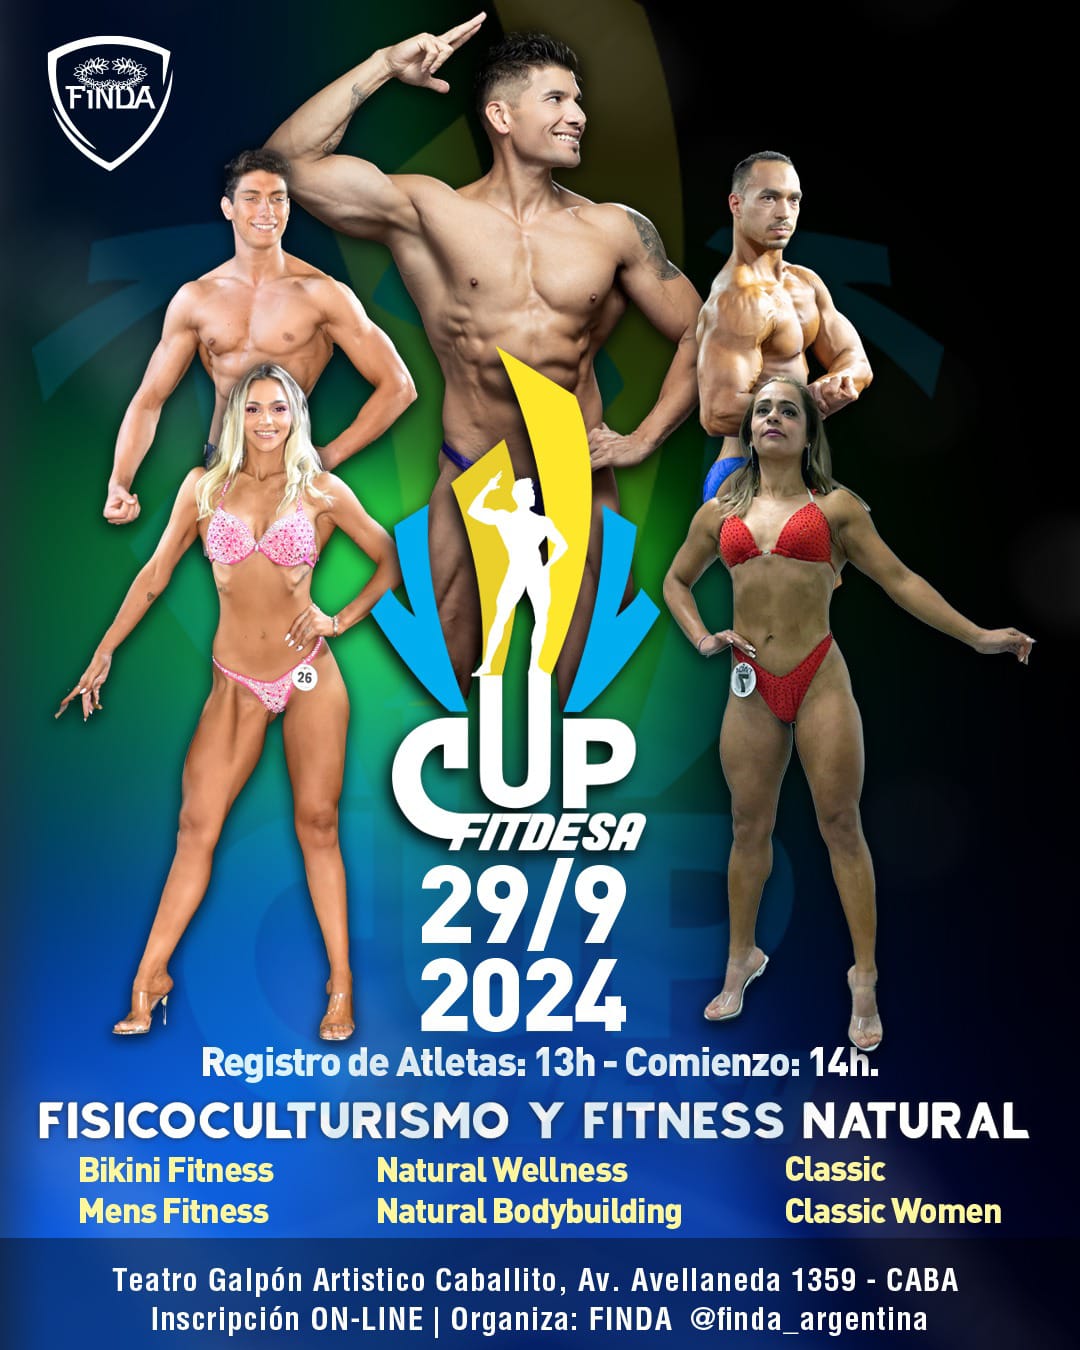 FINDA
26
7
CUP
FITDESA
29/9
2024
Registro de Atletas: 13h - Comienzo: 14h.
FISICOCULTURISMO Y FITNESS NATURAL
Bikini Fitness Natural Wellness Classic
Mens Fitness Natural Bodybuilding Classic Women
Teatro Galpón Artistico Caballito, Av. Avellaneda 1359 - CABA
Inscripción ON-LINE | Organiza: FINDA @finda_argentina